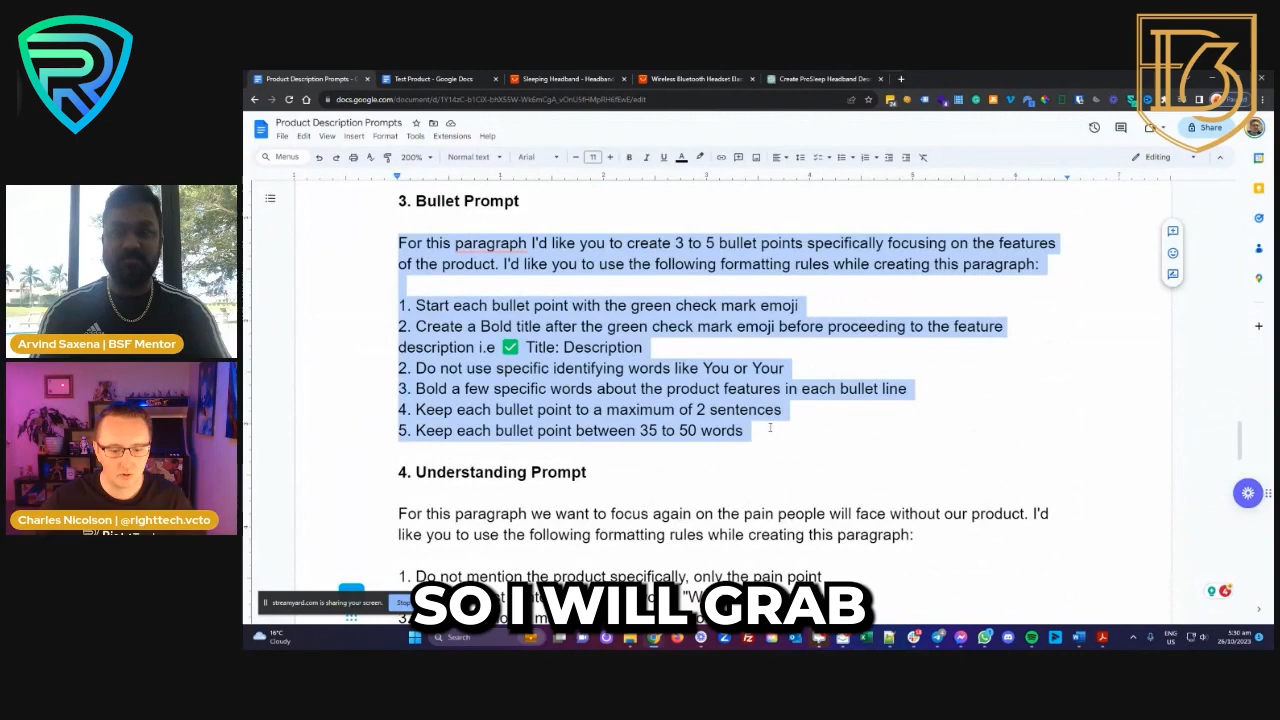 Product Description Prompts - G
Test Product - Google Docs
Sleeping Headband - Headband
Wireless Bluetooth Headset Ela
Create ProSleep Headband Des
docs.google.com/document/d/
Product Description Prompts
File Edit View Insert Format Tools Extensions Help
Share
Menus
200%
Normal text
Arial
11
Editing
3. Bullet Prompt
For this paragraph I'd like you to create 3 to 5 bullet points specifically focusing on the features
of the product. I'd like you to use the following formatting rules while creating this paragraph:
1. Start each bullet point with the green check mark emoji
2. Create a Bold title after the green check mark emoji before proceeding to the feature
description i.e ✅ Title: Description
2. Do not use specific identifying words like You or Your
3. Bold a few specific words about the product features in each bullet line
4. Keep each bullet point to a maximum of 2 sentences
5. Keep each bullet point between 35 to 50 words
4. Understanding Prompt
For this paragraph we want to focus again on the pain people will face without our product. I'd
like you to use the following formatting rules while creating this paragraph:
1. Do not mention the product specifically, only the pain point
Arvind Saxena | BSF Mentor
Charles Nicolson | @righttech.vcto
streamyard.com is sharing your screen.
SO I WILL GRAB
16°C
Cloudy
Search
ENG
US
5:30 pm
26/10/2023